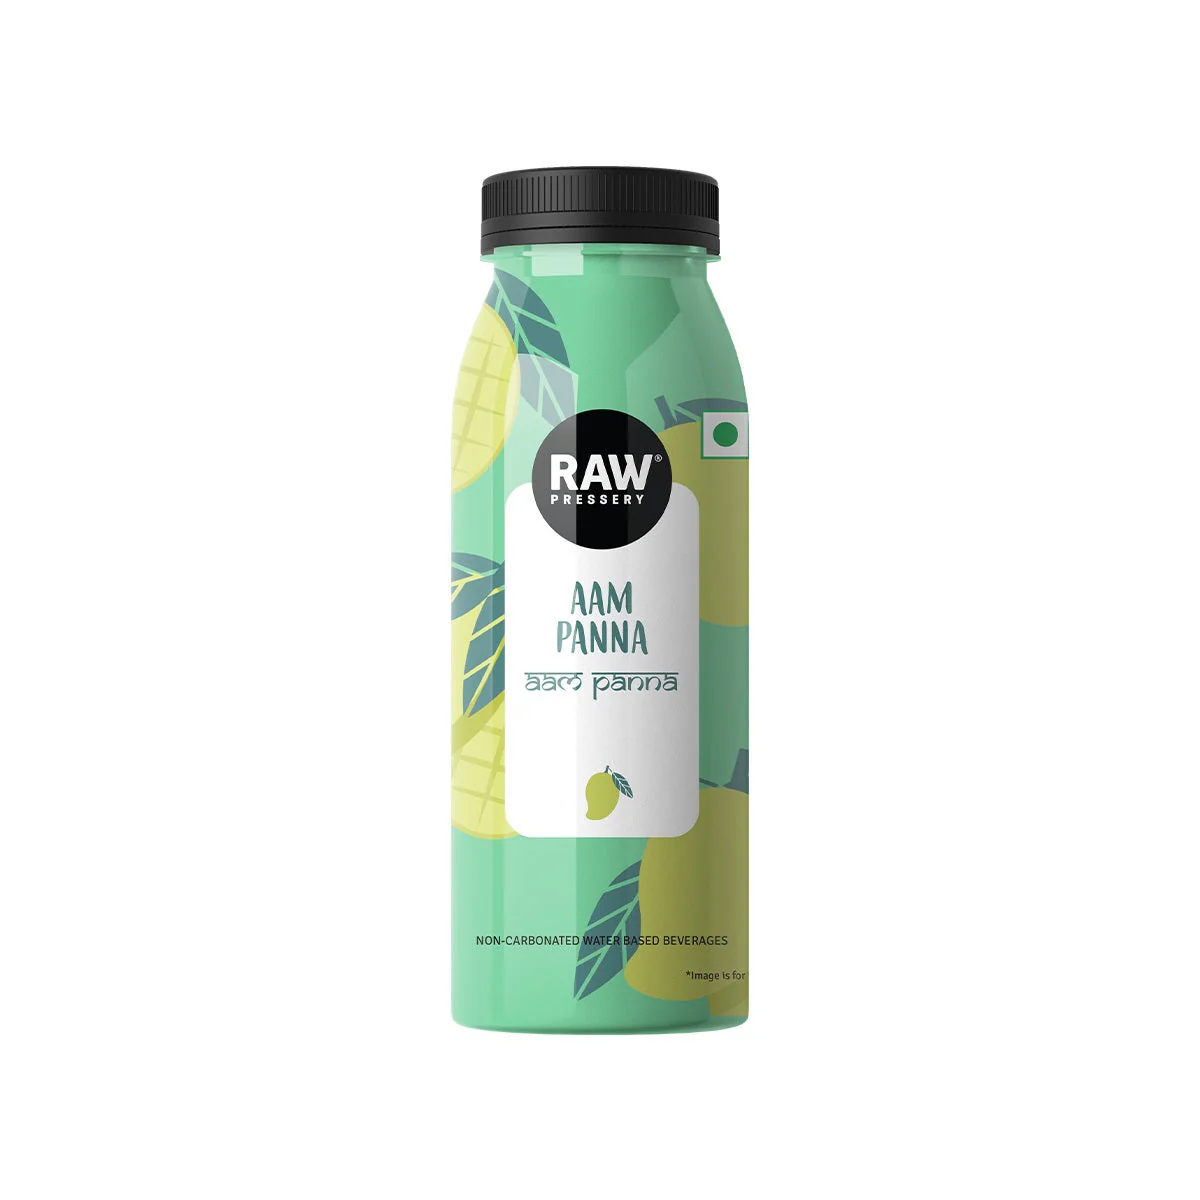 RAW®
PRESSERY
AAM
PANNA
aam panna
NON-CARBONATED WATER BASED BEVERAGES
*Image is for